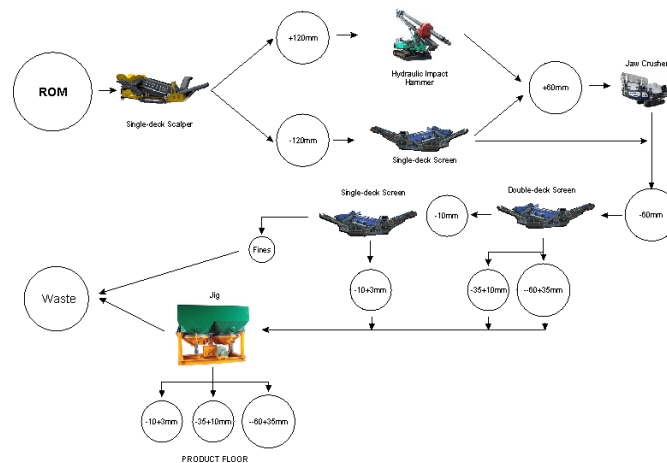 +120mm
Hydraulic Impact
Hammer
ROM
Single-deck Scalper
+60mm
Jaw Crusher
-120mm
Single-deck Screen
Single-deck Screen
Double-deck Screen
Fines
-10mm
-60mm
Waste
Jig
-10+3mm
-35+10mm
--60+35mm
-10+3mm
-35+10mm
--60+35mm
PRODUCT FLOOR